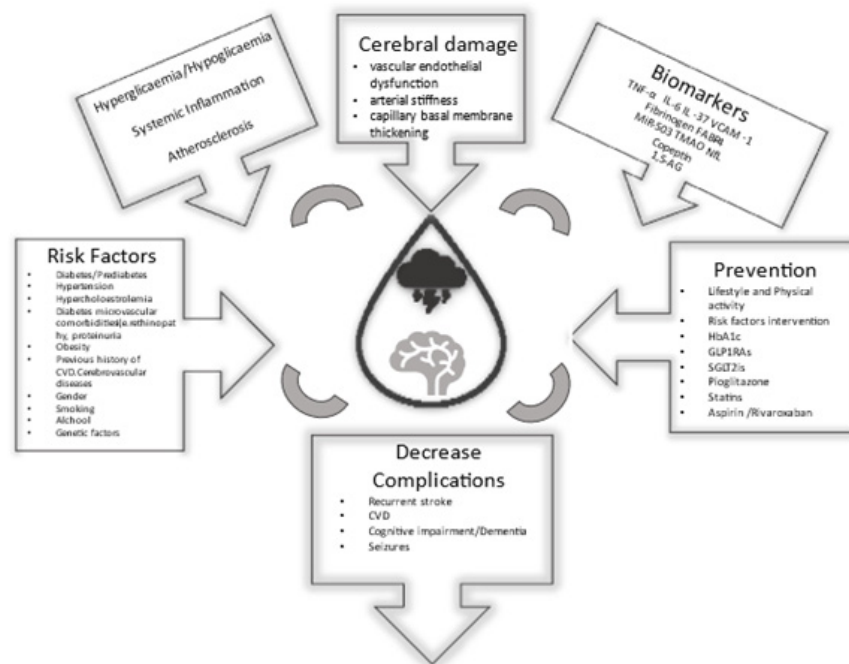 Hyperglicaemia/Hypoglicaemia
Systemic Inflammation
Atherosclerosis
Cerebral damage
• vascular endothelial
dysfunction
• arterial stiffness
• capillary basal membrane
thickening
Biomarkers
TNF-α IL-6 IL -37 VCAM -1
Fibrinogen FABRI
MiR-503 TMAO NfL
Copeptin
1,5-AG
Risk Factors
• Diabetes/Prediabetes
• Hypertension
• Hypercholoestrolemia
• Diabetes microvascular
comorbidities(e.rethinopat
hy, proteinuria
• Obesity
• Previous history of
CVD.Cerebrovascular
diseases
• Gender
• Smoking
• Alchool
• Genetic factors
Prevention
• Lifestyle and Physical
activity
• Risk factors intervention
• HbA1c
• GLP1RAs
• SGLT2is
• Pioglitazone
• Statins
• Aspirin /Rivaroxaban
Decrease
Complications
• Recurrent stroke
• CVD
• Cognitive impairment/Dementia
• Seizures